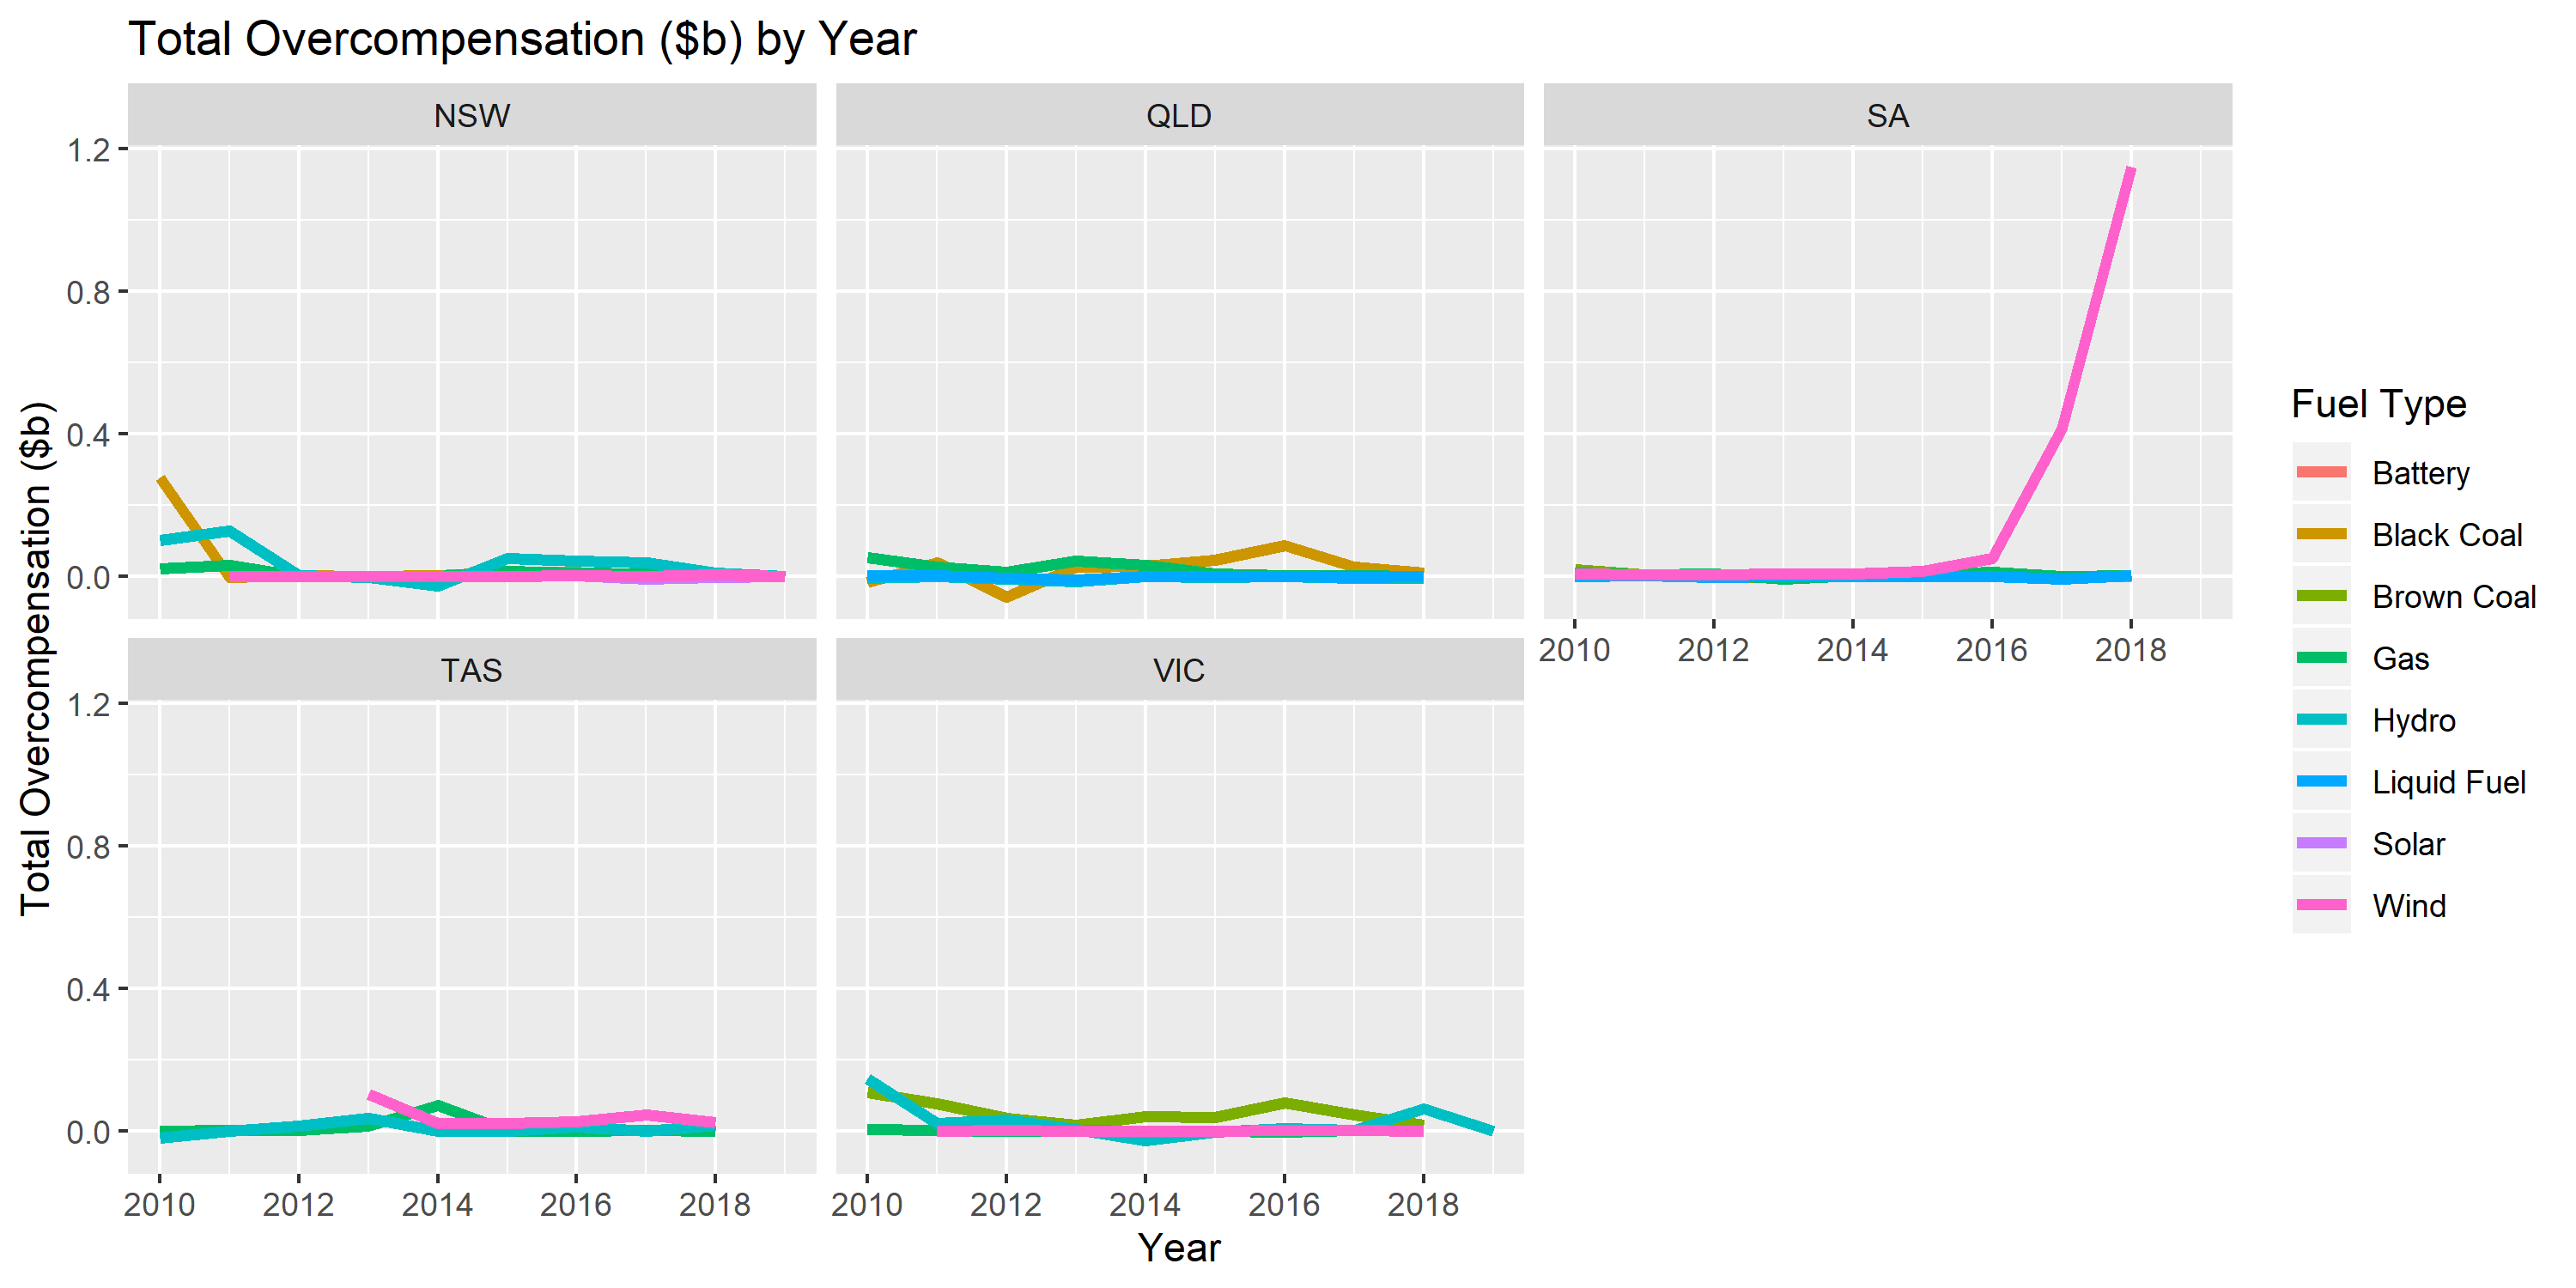 Total Overcompensation ($b) by Year
NSW
QLD
SA
1.2
0.8
0.4
0.0
2010 2012 2014 2016 2018
TAS
VIC
1.2
0.8
0.4
0.0
2010 2012 2014 2016 2018
2010 2012 2014 2016 2018
Year
Total Overcompensation ($b)
Fuel Type
Battery
Black Coal
Brown Coal
Gas
Hydro
Liquid Fuel
Solar
Wind